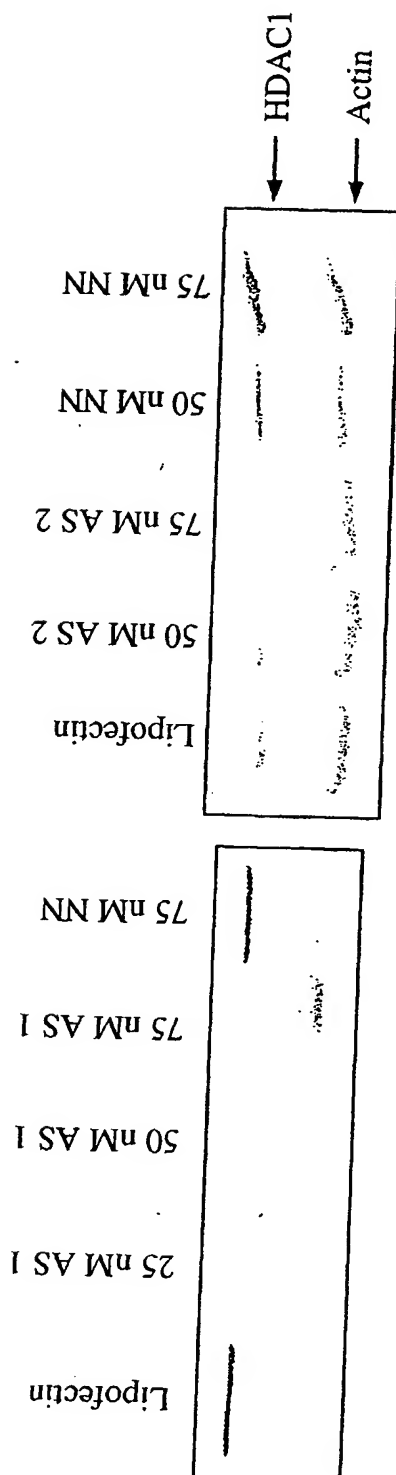 HDAC1
Actin
75 nM NN
50 nM NN
75 nM AS 2
50 nM AS 2
Lipofectin
75 nM NN
75 nM AS 1
50 nM AS 1
25 nM AS 1
Lipofectin